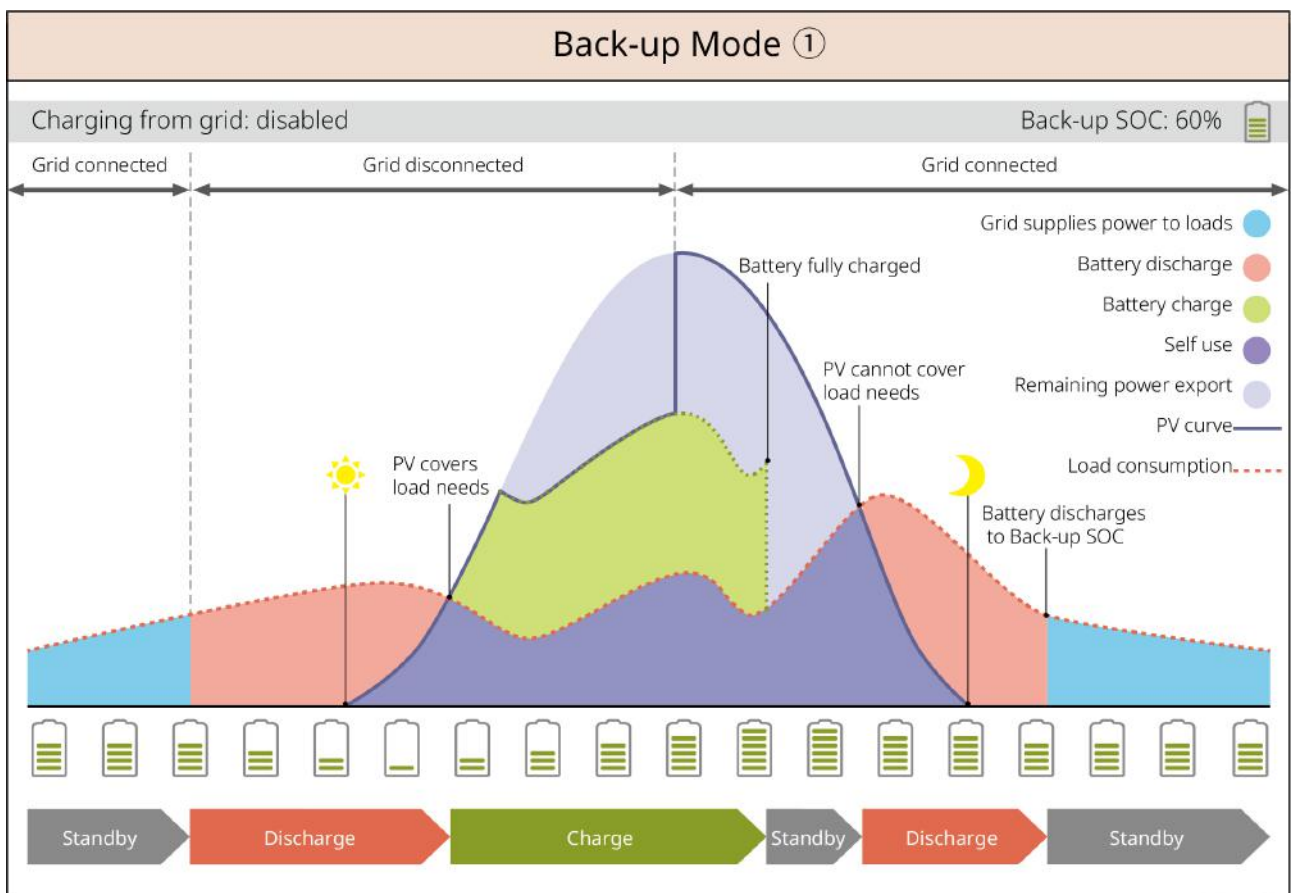 Back-up Mode ①
Charging from grid: disabled
Back-up SOC: 60%
Grid connected
Grid disconnected
Grid connected
Grid supplies power to loads
Battery discharge
Battery charge
Self use
Remaining power export
PV curve
Load consumption
Battery fully charged
PV cannot cover
load needs
PV covers
load needs
Battery discharges
to Back-up SOC
Standby
Discharge
Charge
Standby
Discharge
Standby